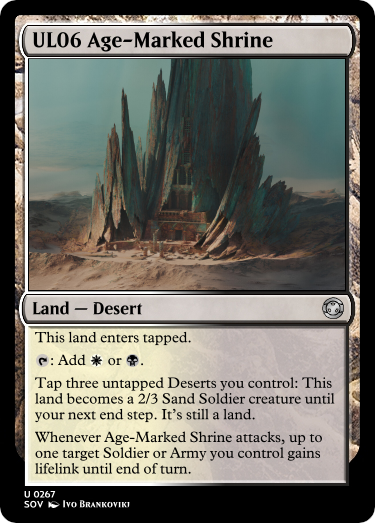 UL06 Age-Marked Shrine
Land — Desert
This land enters tapped.
: Add or .
Tap three untapped Deserts you control: This
land becomes a 2/3 Sand Soldier creature until
your next end step. It's still a land.
Whenever Age-Marked Shrine attacks, up to
one target Soldier or Army you control gains
lifelink until end of turn.
U 0267
SOV Ivo Brankoviki